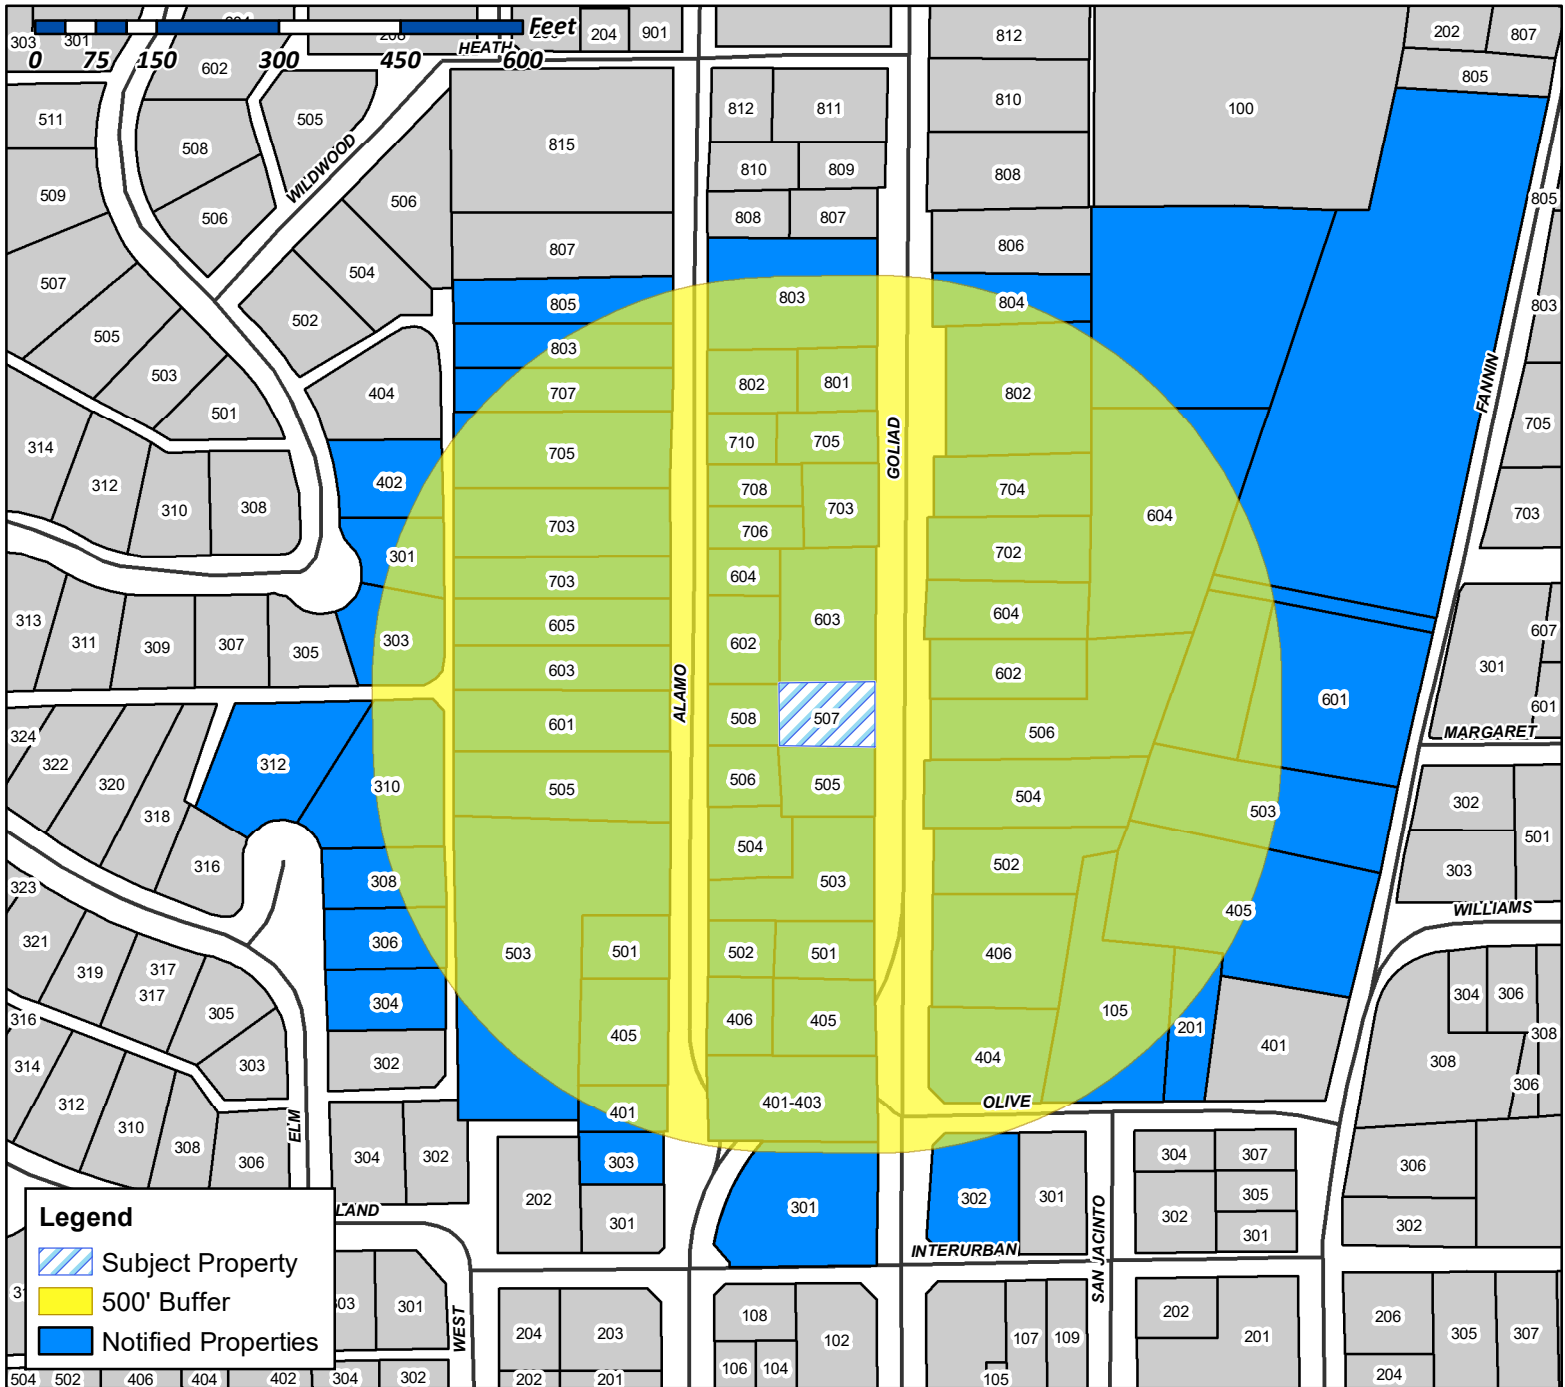 303 301 204 901 812 202 807
Feet
0 75 150 300 450 600
HEATH
602 805
511 505 812 811 810 100
508 815
WILDWOOD
810 809 808
509 506 506 808 807 805
807 806
507 504
805 803 804 803
502
505 803
FANNIN
503 707 802 801 802
404
501
314 710 705 705
GOLIAD
705
312 402 708 704
310 308 703 703
703 706 604
301 702
703 604
313 605 603 604 607
311 309 307 305 303 602
603 602 301
ALAMO
601 601
324 601 508 507 506
MARGARET
322 312
320 310 505 506 505 504
318 503 302
504 501
316 308 503 502 303
323
405
WILLIAMS
321 306
319 317 503 501 502 501 406
317
304 306
316 305 304 406 405 105
405 201 308
303 302 404 401 308
314
306
312 401 401-403
OLIVE
310
ELM
308 306 304 302 303 304 307
306
202 301 301 302 301 302 305
SAN JACINTO
LAND
301 302
INTERURBAN
Legend
Subject Property
500' Buffer
Notified Properties
301
WEST
108 202 206
204 203 102 107 109 201 305 307
106 104 105 204
504 502 406 404 402 304 302 202 201